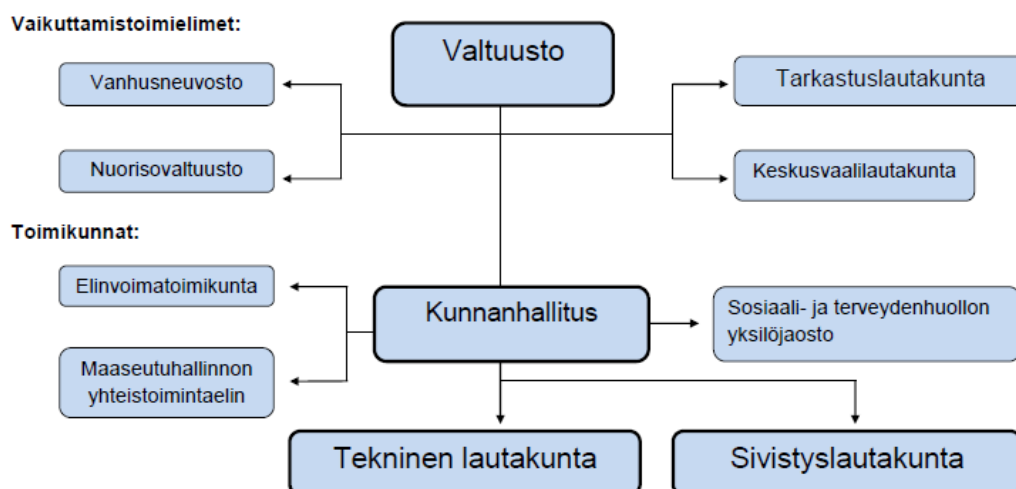 Vaikuttamistoimielimet:
Valtuusto
Vanhusneuvosto
Tarkastuslautakunta
Nuorisovaltuusto
Keskusvaalilautakunta
Toimikunnat:
Elinvoimatoimikunta
Kunnanhallitus
Sosiaali- ja terveydenhuollon
yksilöjaosto
Maaseutuhallinnon
yhteistoimintaelin
Tekninen lautakunta
Sivistyslautakunta